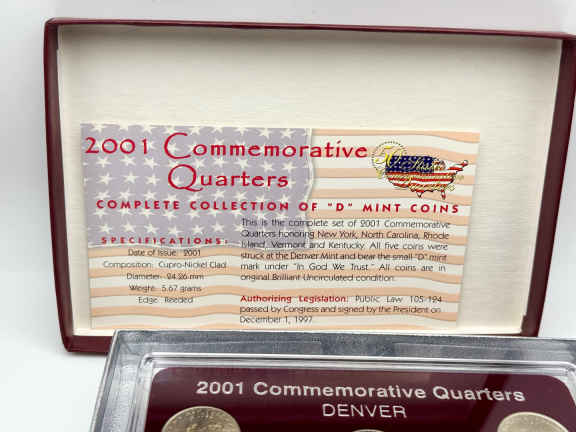 2001 Commemorative
Quarters
COMPLETE COLLECTION OF "D" MINT COINS
SPECIFICATIONS:
Date of Issue: 2001
Composition: Cupro-Nickel Clad
Diameter: 24.26 mm
Weight: 5.67 grams
Edge: Reeded
This is the complete set of 2001 Commemorative
Quarters honoring New York, North Carolina, Rhode
Island, Vermont and Kentucky. All five coins were
struck at the Denver Mint and bear the small "D" mint
mark under "In God We Trust." All coins are in
original Brilliant Uncirculated condition.
Authorizing Legislation: Public Law 105-124
passed by Congress and signed by the President on
December 1, 1997.
2001 Commemorative Quarters
DENVER